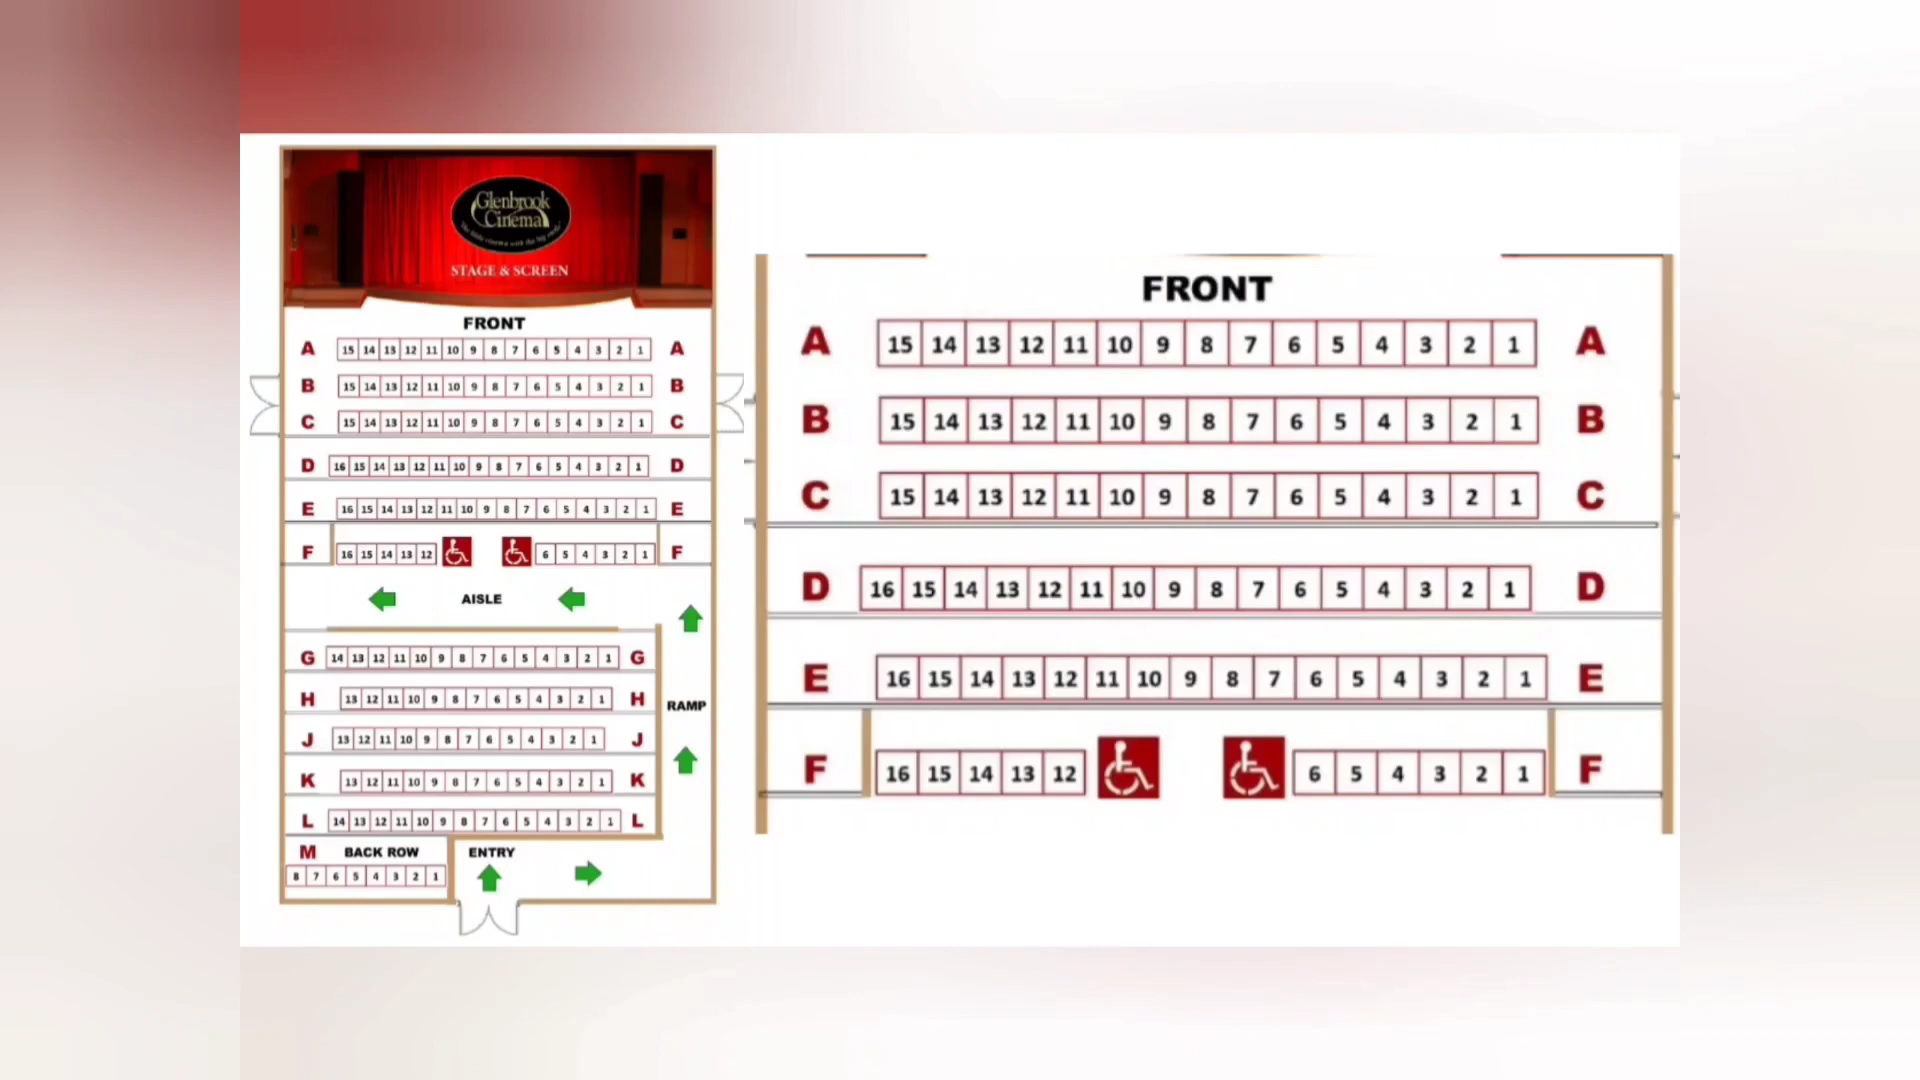 Glenbrook
Cinema
"the little cinema with the big smile"
STAGE & SCREEN
FRONT
A 15 14 13 12 11 10 9 8 7 6 5 4 3 2 1 A
B 15 14 13 12 11 10 9 8 7 6 5 4 3 2 1 B
C 15 14 13 12 11 10 9 8 7 6 5 4 3 2 1 C
D 16 15 14 13 12 11 10 9 8 7 6 5 4 3 2 1 D
E 16 15 14 13 12 11 10 9 8 7 6 5 4 3 2 1 E
F 16 15 14 13 12 6 5 4 3 2 1 F
AISLE
G 14 13 12 11 10 9 8 7 6 5 4 3 2 1 G
H 13 12 11 10 9 8 7 6 5 4 3 2 1 H
RAMP
J 13 12 11 10 9 8 7 6 5 4 3 2 1 J
K 13 12 11 10 9 8 7 6 5 4 3 2 1 K
L 14 13 12 11 10 9 8 7 6 5 4 3 2 1 L
M BACK ROW ENTRY
8 7 6 5 4 3 2 1
FRONT
A 15 14 13 12 11 10 9 8 7 6 5 4 3 2 1 A
B 15 14 13 12 11 10 9 8 7 6 5 4 3 2 1 B
C 15 14 13 12 11 10 9 8 7 6 5 4 3 2 1 C
D 16 15 14 13 12 11 10 9 8 7 6 5 4 3 2 1 D
E 16 15 14 13 12 11 10 9 8 7 6 5 4 3 2 1 E
F 16 15 14 13 12 6 5 4 3 2 1 F